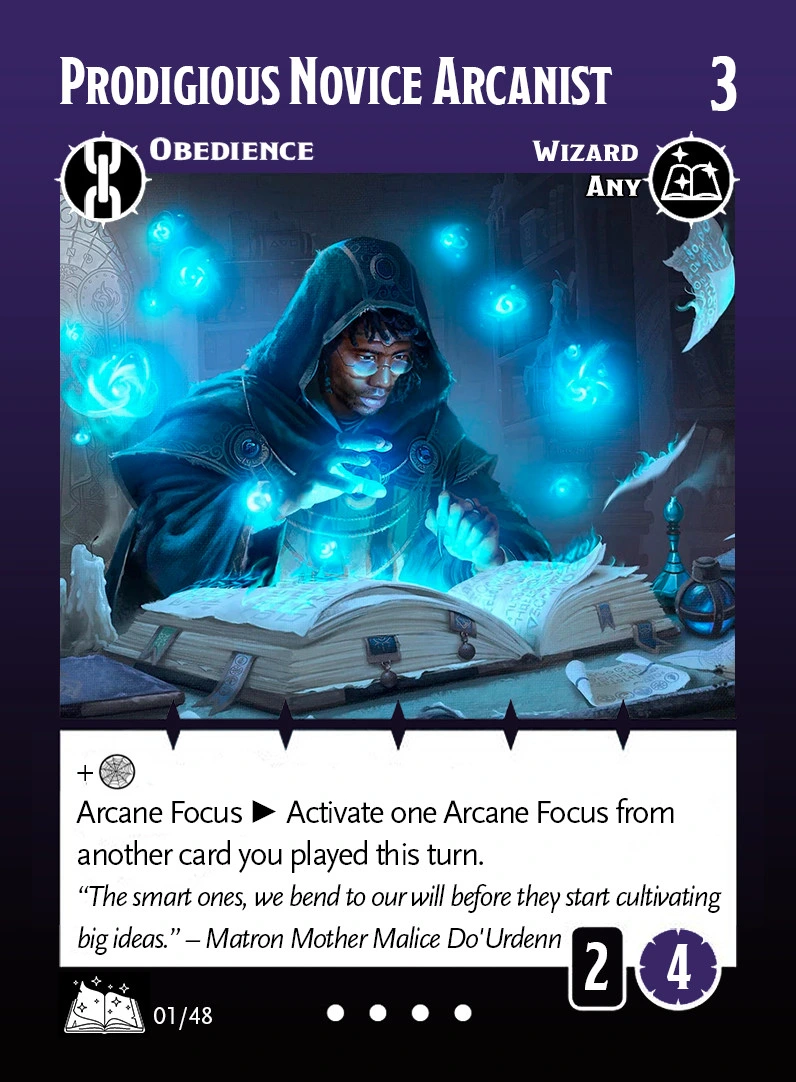 Prodigious Novice Arcanist 3
Obedience
Wizard
Any
+
Arcane Focus ► Activate one Arcane Focus from
another card you played this turn.
“The smart ones, we bend to our will before they start cultivating
big ideas.” – Matron Mother Malice Do'Urdenn
2 4
01/48